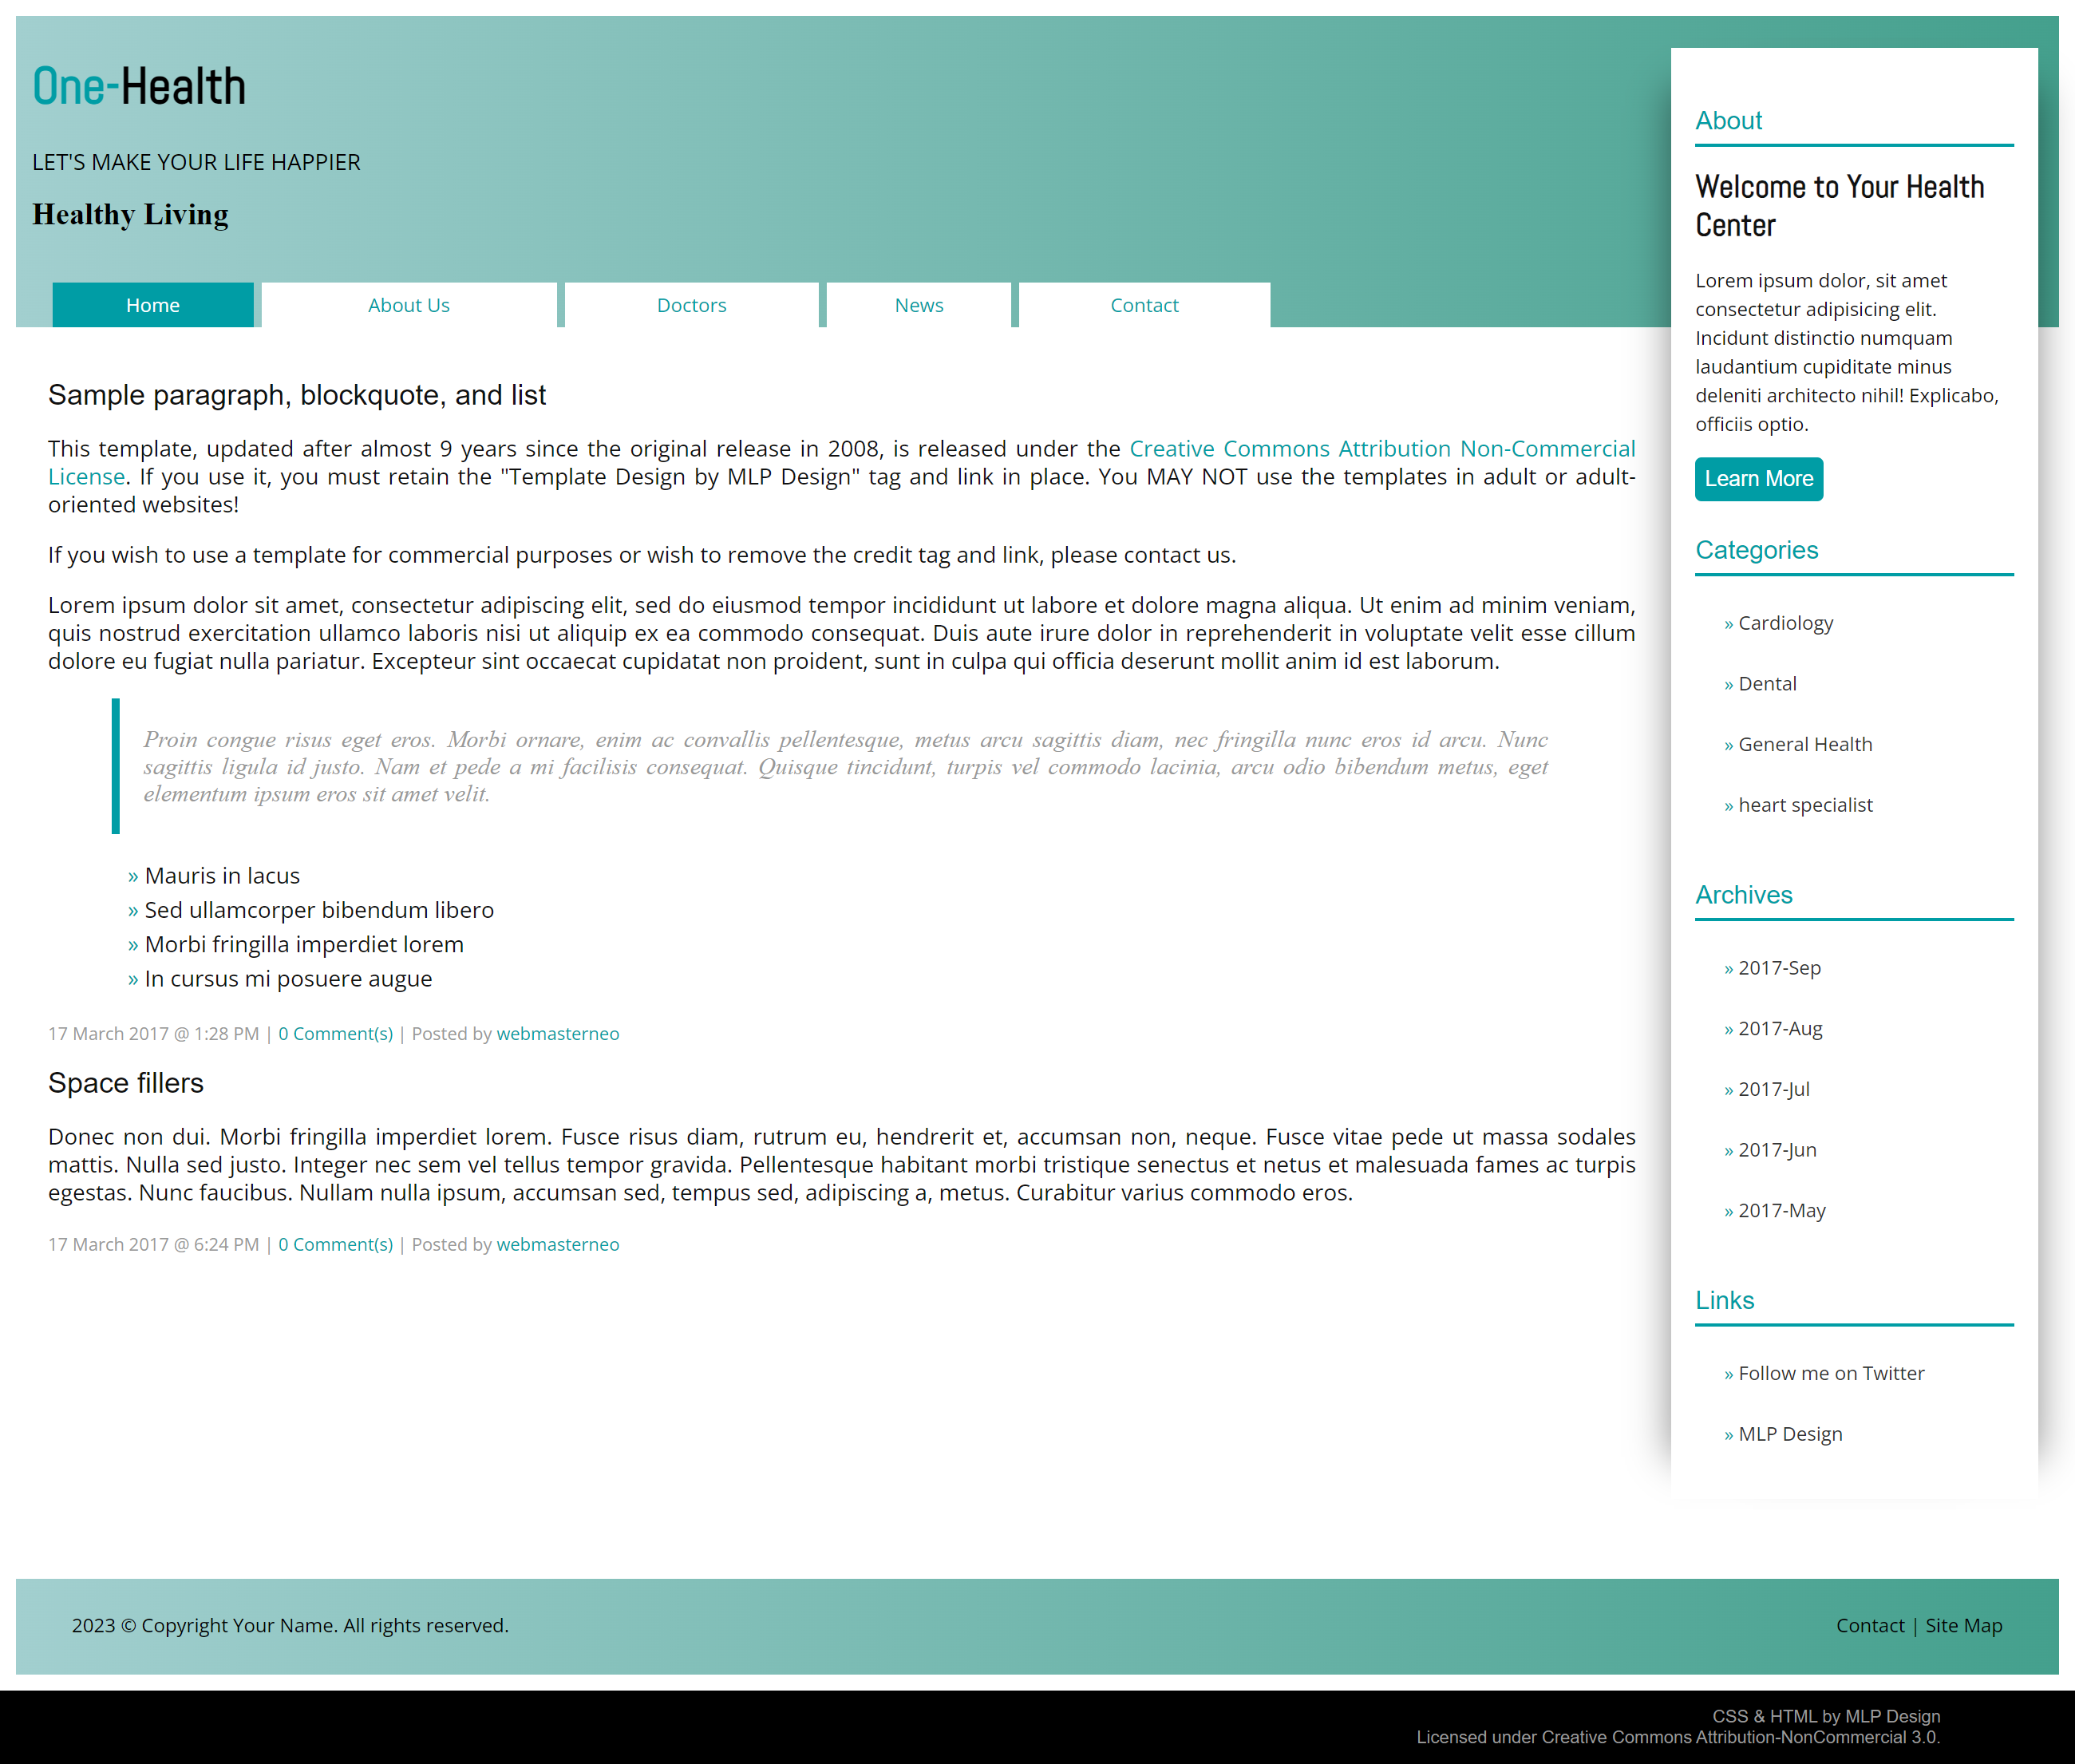 One-Health
LET'S MAKE YOUR LIFE HAPPIER
Healthy Living
Home
About Us
Doctors
News
Contact
Sample paragraph, blockquote, and list
This template, updated after almost 9 years since the original release in 2008, is released under the Creative Commons Attribution Non-Commercial
License. If you use it, you must retain the "Template Design by MLP Design" tag and link in place. You MAY NOT use the templates in adult or adult-
oriented websites!
If you wish to use a template for commercial purposes or wish to remove the credit tag and link, please contact us.
Lorem ipsum dolor sit amet, consectetur adipiscing elit, sed do eiusmod tempor incididunt ut labore et dolore magna aliqua. Ut enim ad minim veniam,
quis nostrud exercitation ullamco laboris nisi ut aliquip ex ea commodo consequat. Duis aute irure dolor in reprehenderit in voluptate velit esse cillum
dolore eu fugiat nulla pariatur. Excepteur sint occaecat cupidatat non proident, sunt in culpa qui officia deserunt mollit anim id est laborum.
Proin congue risus eget eros. Morbi ornare, enim ac convallis pellentesque, metus arcu sagittis diam, nec fringilla nunc eros id arcu. Nunc
sagittis ligula id justo. Nam et pede a mi facilisis consequat. Quisque tincidunt, turpis vel commodo lacinia, arcu odio bibendum metus, eget
elementum ipsum eros sit amet velit.
» Mauris in lacus
» Sed ullamcorper bibendum libero
» Morbi fringilla imperdiet lorem
» In cursus mi posuere augue
17 March 2017 @ 1:28 PM | 0 Comment(s) | Posted by webmasterneo
Space fillers
Donec non dui. Morbi fringilla imperdiet lorem. Fusce risus diam, rutrum eu, hendrerit et, accumsan non, neque. Fusce vitae pede ut massa sodales
mattis. Nulla sed justo. Integer nec sem vel tellus tempor gravida. Pellentesque habitant morbi tristique senectus et netus et malesuada fames ac turpis
egestas. Nunc faucibus. Nullam nulla ipsum, accumsan sed, tempus sed, adipiscing a, metus. Curabitur varius commodo eros.
17 March 2017 @ 6:24 PM | 0 Comment(s) | Posted by webmasterneo
About
Welcome to Your Health
Center
Lorem ipsum dolor, sit amet
consectetur adipisicing elit.
Incidunt distinctio numquam
laudantium cupiditate minus
deleniti architecto nihil! Explicabo,
officiis optio.
Learn More
Categories
» Cardiology
» Dental
» General Health
» heart specialist
Archives
» 2017-Sep
» 2017-Aug
» 2017-Jul
» 2017-Jun
» 2017-May
Links
» Follow me on Twitter
» MLP Design
2023 © Copyright Your Name. All rights reserved.
Contact | Site Map
CSS & HTML by MLP Design
Licensed under Creative Commons Attribution-NonCommercial 3.0.